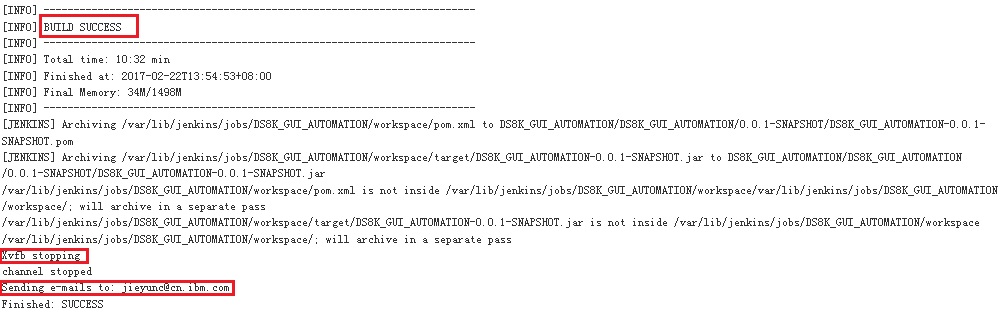 [INFO] ------------------------------------------------------------------------
[INFO] BUILD SUCCESS
[INFO] ------------------------------------------------------------------------
[INFO] Total time: 10:32 min
[INFO] Finished at: 2017-02-22T13:54:53+08:00
[INFO] Final Memory: 34M/1498M
[INFO] ------------------------------------------------------------------------
[JENKINS] Archiving /var/lib/jenkins/jobs/DS8K_GUI_AUTOMATION/workspace/pom.xml to DS8K_GUI_AUTOMATION/DS8K_GUI_AUTOMATION/0.0.1-SNAPSHOT/DS8K_GUI_AUTOMATION-0.0.1-
SNAPSHOT.pom
[JENKINS] Archiving /var/lib/jenkins/jobs/DS8K_GUI_AUTOMATION/workspace/target/DS8K_GUI_AUTOMATION-0.0.1-SNAPSHOT.jar to DS8K_GUI_AUTOMATION/DS8K_GUI_AUTOMATION
/0.0.1-SNAPSHOT/DS8K_GUI_AUTOMATION-0.0.1-SNAPSHOT.jar
/var/lib/jenkins/jobs/DS8K_GUI_AUTOMATION/workspace/pom.xml is not inside /var/lib/jenkins/jobs/DS8K_GUI_AUTOMATION/workspace/var/lib/jenkins/jobs/DS8K_GUI_AUTOMATION
/workspace/; will archive in a separate pass
/var/lib/jenkins/jobs/DS8K_GUI_AUTOMATION/workspace/target/DS8K_GUI_AUTOMATION-0.0.1-SNAPSHOT.jar is not inside /var/lib/jenkins/jobs/DS8K_GUI_AUTOMATION/workspace
/var/lib/jenkins/jobs/DS8K_GUI_AUTOMATION/workspace/; will archive in a separate pass
Xvfb stopping
channel stopped
Sending e-mails to: jieyunc@cn.ibm.com
Finished: SUCCESS